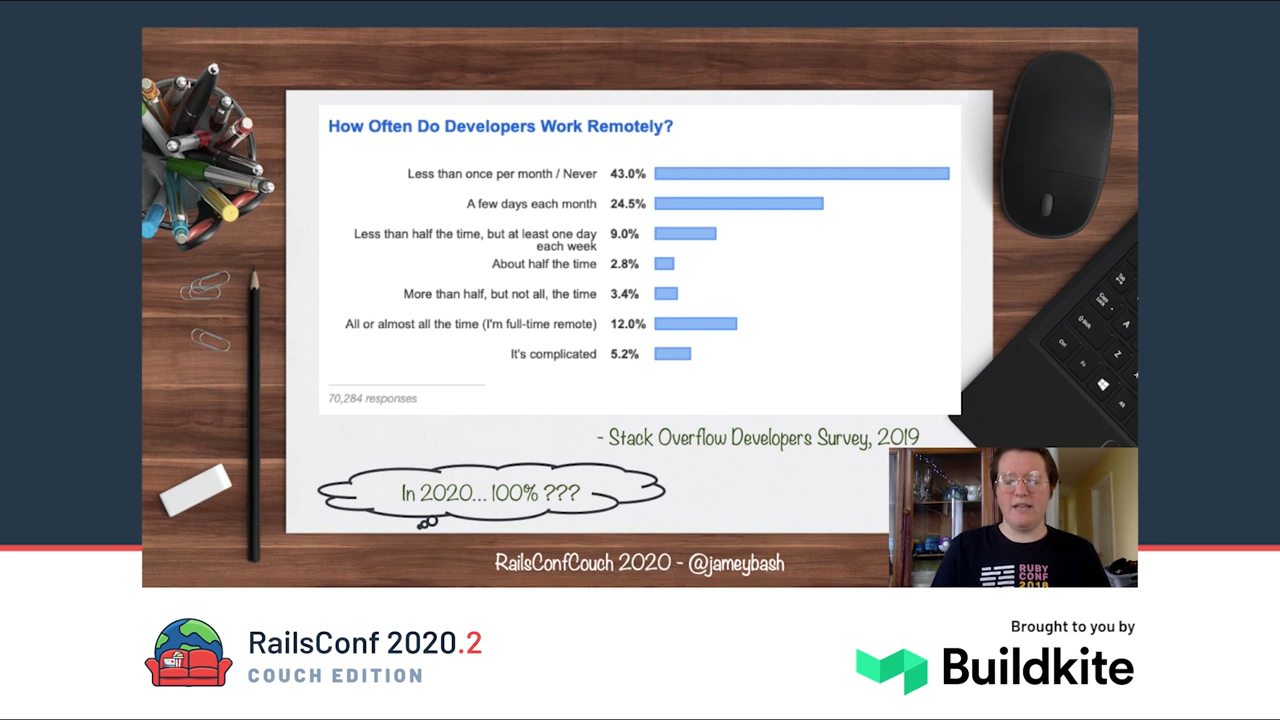 How Often Do Developers Work Remotely?
Less than once per month / Never 43.0%
A few days each month 24.5%
Less than half the time, but at least one day
each week 9.0%
About half the time 2.8%
More than half, but not all, the time 3.4%
All or almost all the time (I'm full-time remote) 12.0%
It's complicated 5.2%
70,284 responses
- Stack Overflow Developers Survey, 2019
In 2020... 100% ???
RailsConfCouch 2020 - @jameybash
RUBY
CONF
2018
RailsConf 2020.2
COUCH EDITION
Brought to you by
Buildkite